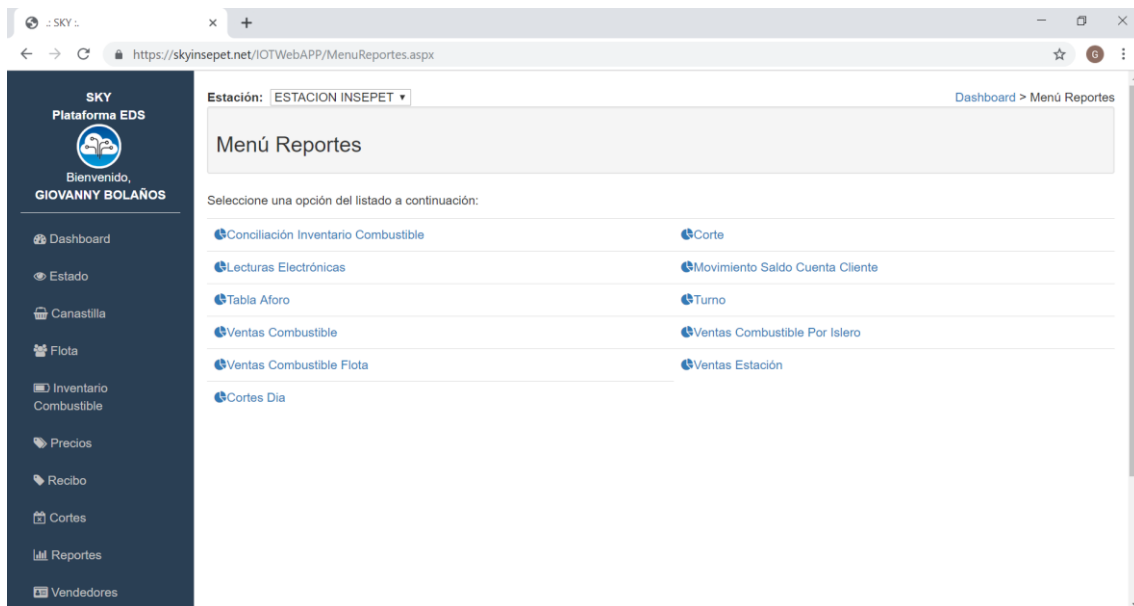 .: SKY :.
https://skyinsepet.net/IOTWebAPP/MenuReportes.aspx
G
SKY
Plataforma EDS
Bienvenido,
GIOVANNY BOLAÑOS
Dashboard
Estado
Canastilla
Flota
Inventario
Combustible
Precios
Recibo
Cortes
Reportes
Vendedores
Estación: ESTACION INSEPET
Dashboard > Menú Reportes
Menú Reportes
Seleccione una opción del listado a continuación:
Conciliación Inventario Combustible
Corte
Lecturas Electrónicas
Movimiento Saldo Cuenta Cliente
Tabla Aforo
Turno
Ventas Combustible
Ventas Combustible Por Islero
Ventas Combustible Flota
Ventas Estación
Cortes Dia